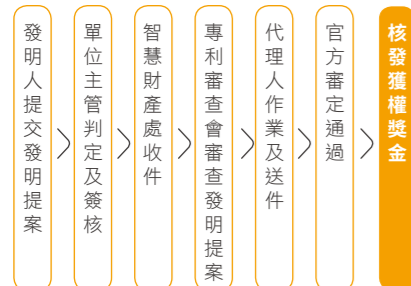 發明人提交發明提案
單位主管判定及簽核
智慧財產處收件
專利審查會審查發明提案
代理人作業及送件
官方審定通過
核發獲權獎金